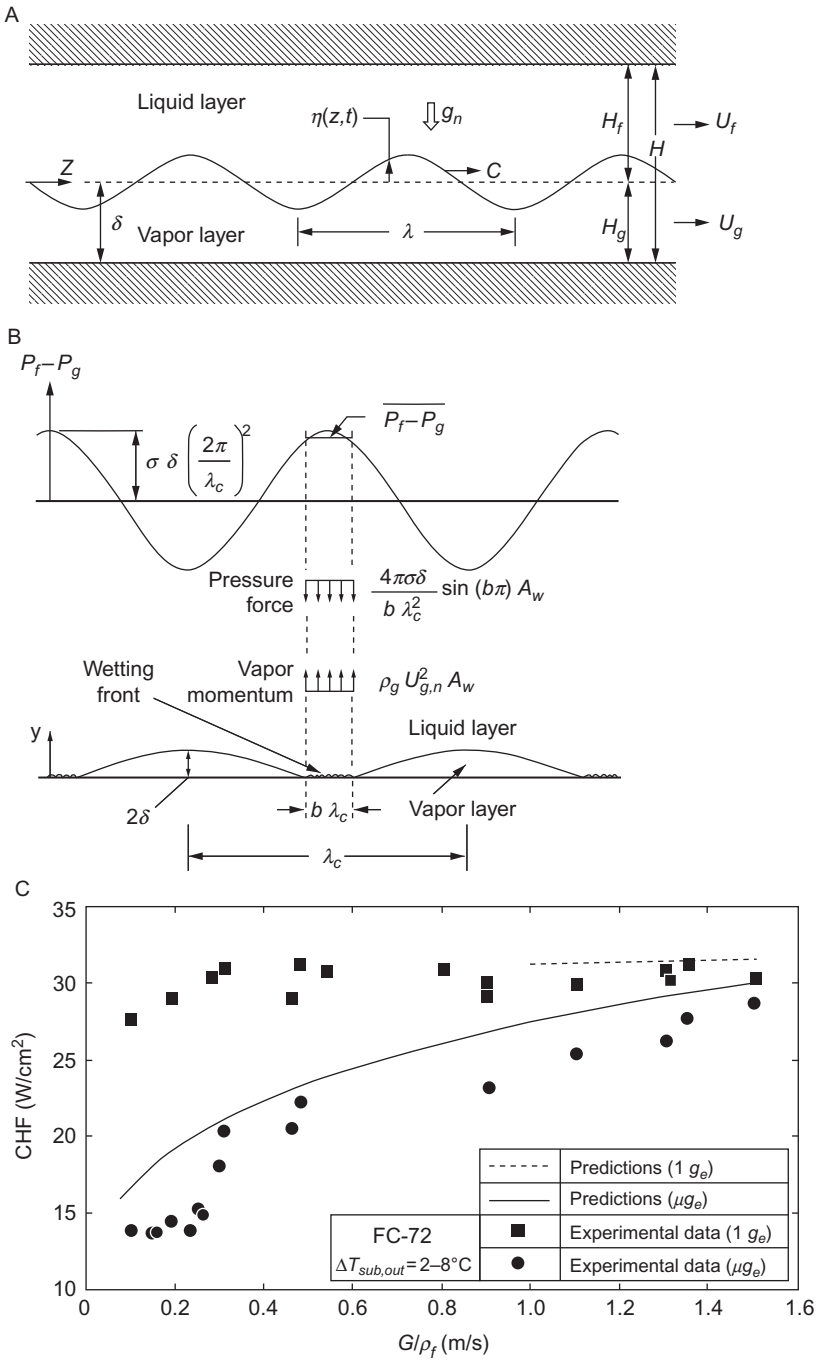 A
Liquid layer
η(z,t)
g_n
H_f
H
U_f
Z
C
δ
Vapor layer
λ
H_g
U_g
B
P_f–P_g
σ δ (2π/λ_c)^2
\overline{P_f–P_g}
Pressure force
4πσδ/(b λ_c^2) sin (bπ) A_w
Wetting front
Vapor momentum
ρ_g U^2_{g,n} A_w
y
Liquid layer
2δ
b λ_c
Vapor layer
λ_c
C
35
30
25
20
15
10
CHF (W/cm^2)
Predictions (1 g_e)
Predictions (μg_e)
FC-72
Experimental data (1 g_e)
ΔT_{sub,out} = 2–8°C
Experimental data (μg_e)
0 0.2 0.4 0.6 0.8 1.0 1.2 1.4 1.6
G/ρ_f (m/s)